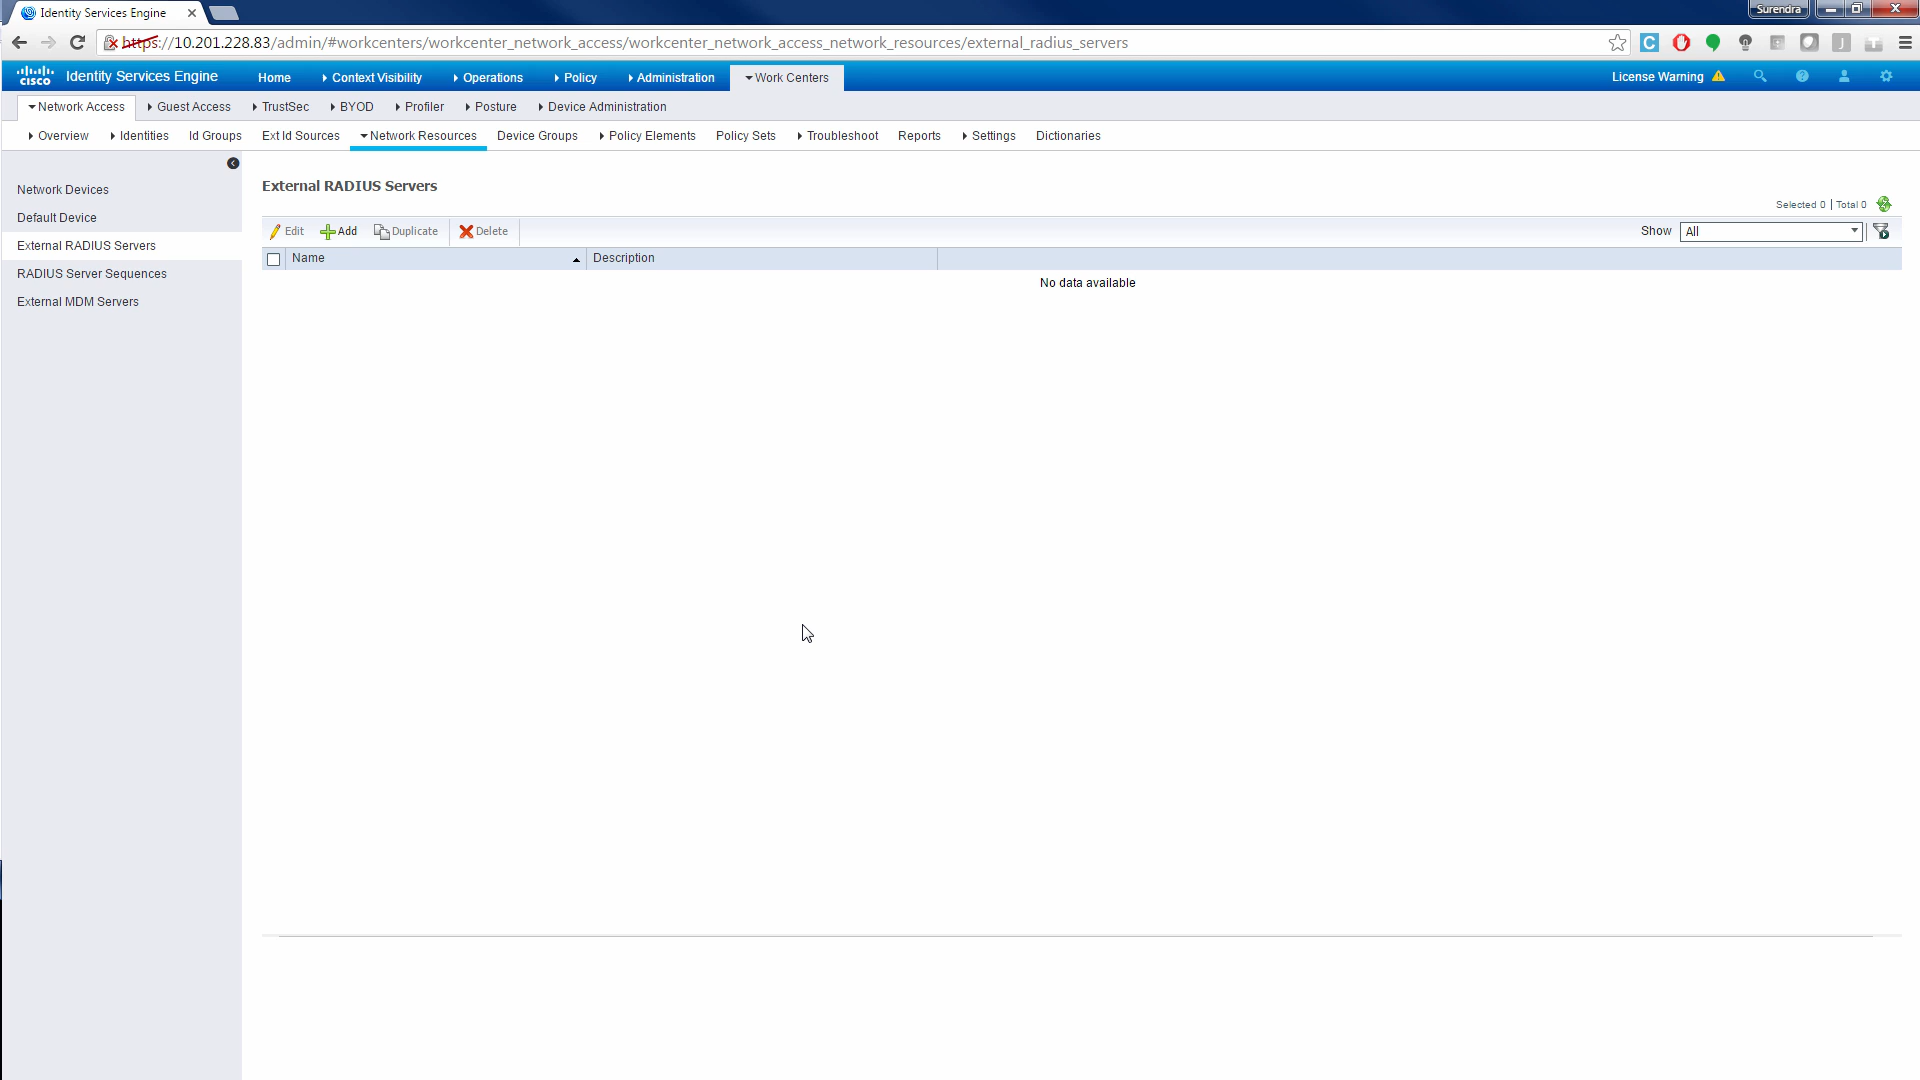 Identity Services Engine
Surendra
https://10.201.228.83/admin/#workcenters/workcenter_network_access/workcenter_network_access_network_resources/external_radius_servers
cisco Identity Services Engine Home Context Visibility Operations Policy Administration Work Centers License Warning
Network Access Guest Access TrustSec BYOD Profiler Posture Device Administration
Overview Identities Id Groups Ext Id Sources Network Resources Device Groups Policy Elements Policy Sets Troubleshoot Reports Settings Dictionaries
Network Devices
Default Device
External RADIUS Servers
RADIUS Server Sequences
External MDM Servers
External RADIUS Servers
Selected 0 | Total 0
Edit Add Duplicate Delete Show All
Name Description
No data available